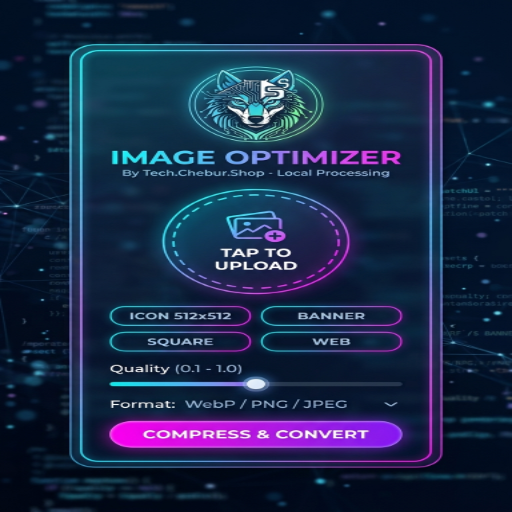 IMAGE OPTIMIZER
By Tech.Chebur.Shop - Local Processing
TAP TO
UPLOAD
ICON 512x512
BANNER
SQUARE
WEB
Quality (0.1 - 1.0)
Format: WebP / PNG / JPEG
COMPRESS & CONVERT